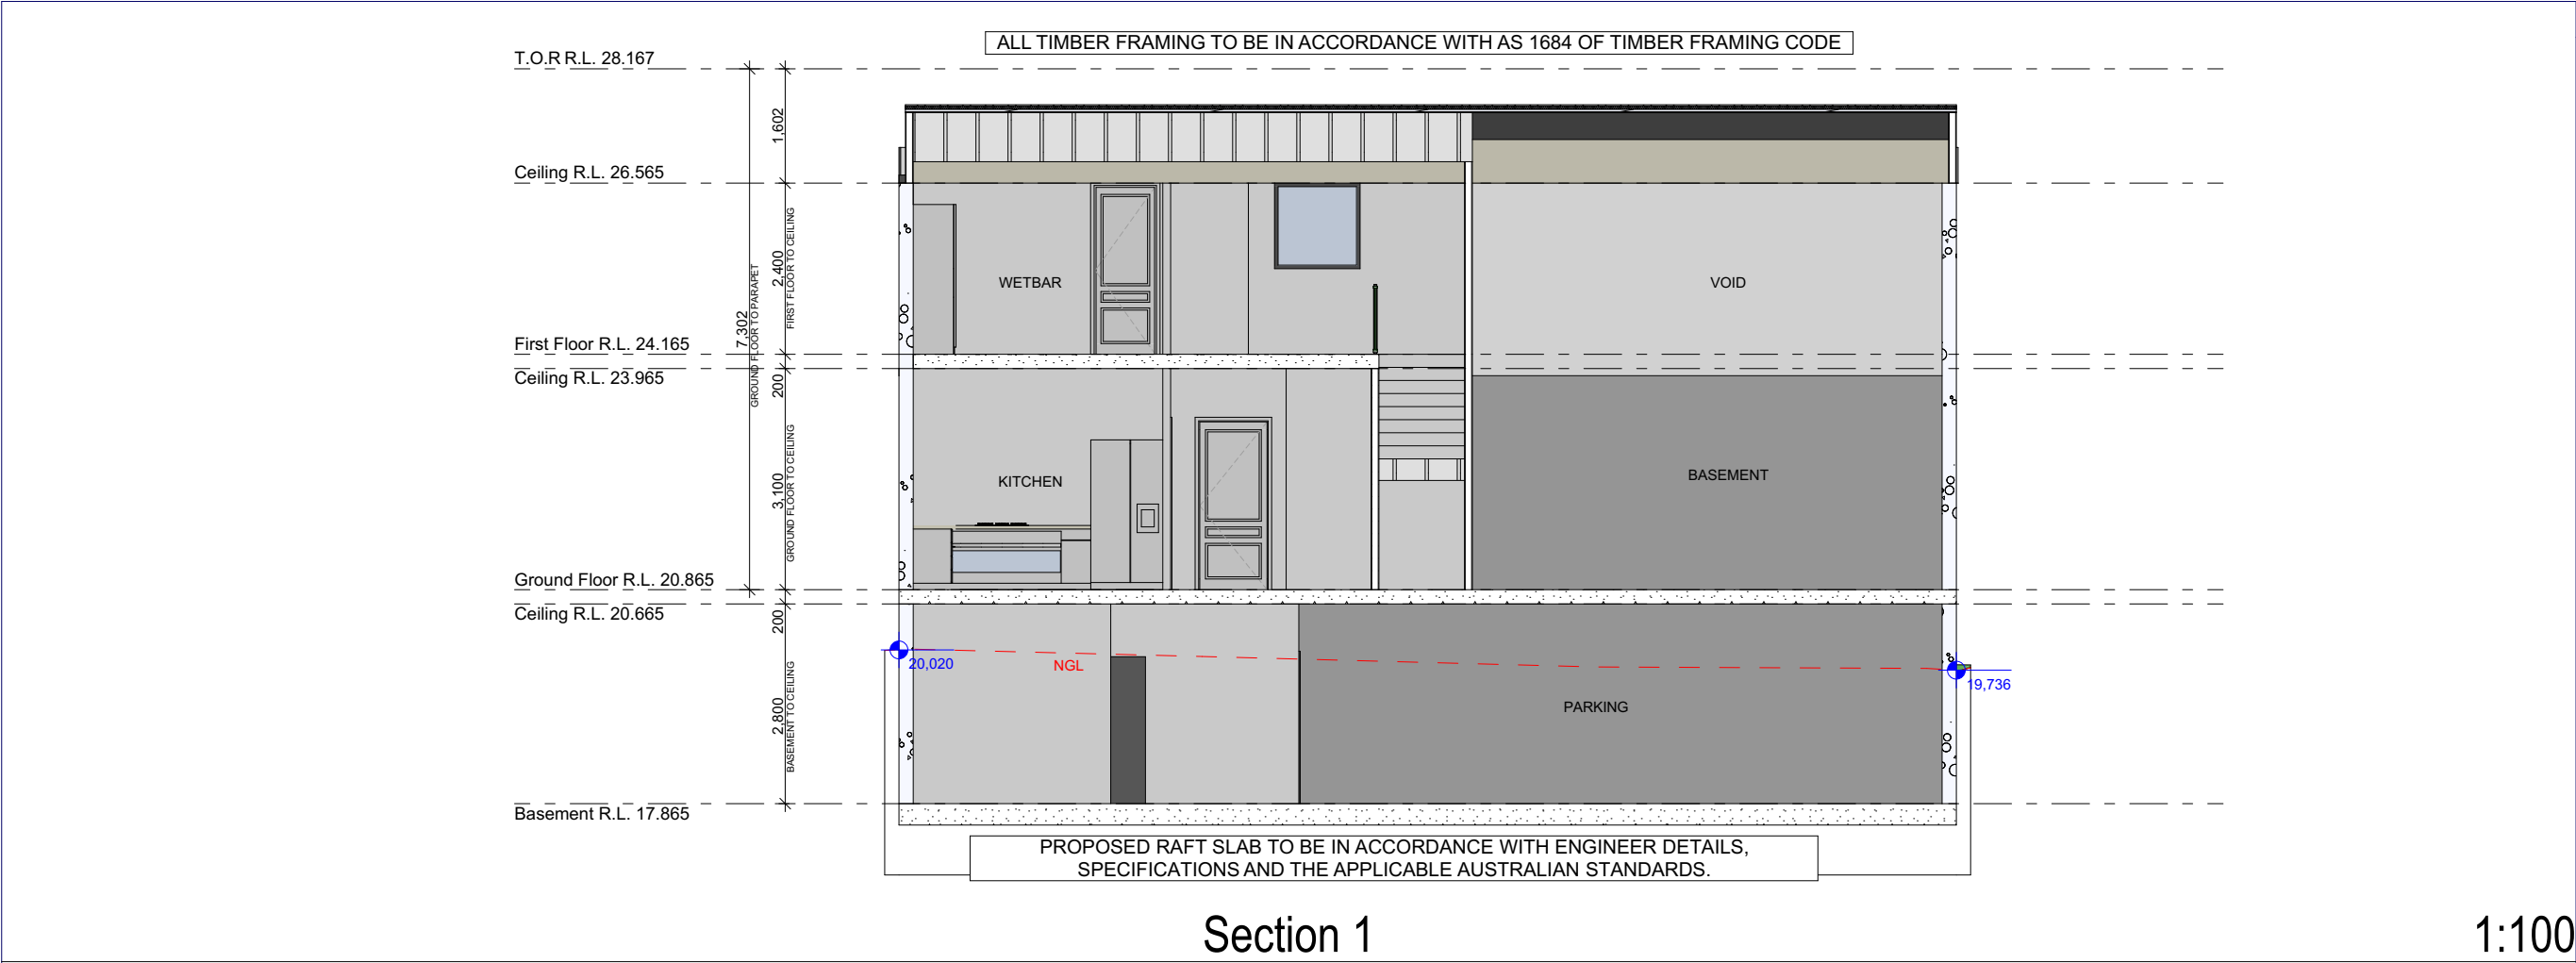 ALL TIMBER FRAMING TO BE IN ACCORDANCE WITH AS 1684 OF TIMBER FRAMING CODE
T.O.R R.L. 28.167
1,602
Ceiling R.L. 26.565
2,400
FIRST FLOOR TO CEILING
WETBAR
VOID
7,302
GROUND FLOOR TO PARAPET
First Floor R.L. 24.165
Ceiling R.L. 23.965
200
3,100
GROUND FLOOR TO CEILING
KITCHEN
BASEMENT
Ground Floor R.L. 20.865
Ceiling R.L. 20.665
200
20,020
NGL
19,736
2,800
BASEMENT TO CEILING
PARKING
Basement R.L. 17.865
PROPOSED RAFT SLAB TO BE IN ACCORDANCE WITH ENGINEER DETAILS,
SPECIFICATIONS AND THE APPLICABLE AUSTRALIAN STANDARDS.
Section 1
1:100